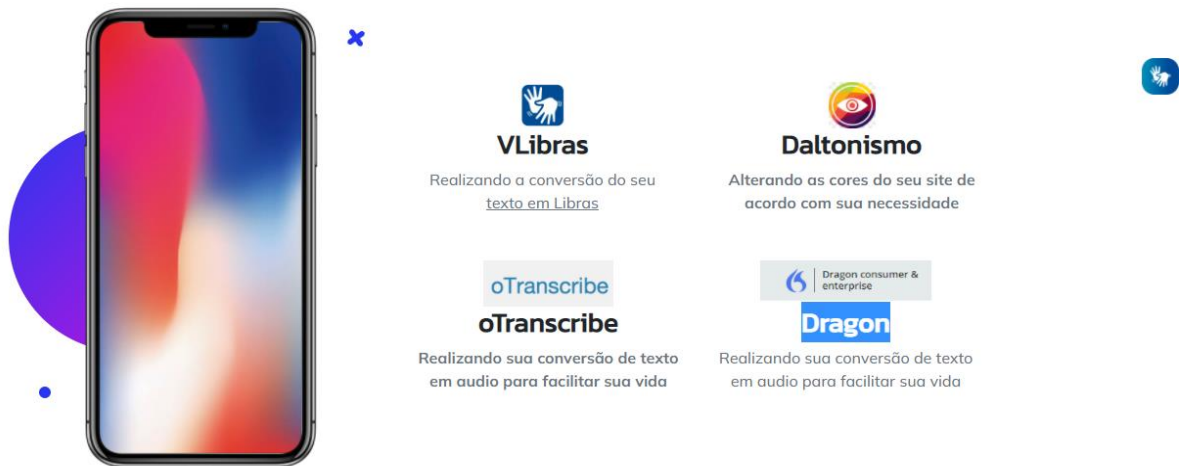 VLibras
Realizando a conversão do seu
texto em Libras
Daltonismo
Alterando as cores do seu site de
acordo com sua necessidade
oTranscribe
oTranscribe
Realizando sua conversão de texto
em audio para facilitar sua vida
Dragon consumer &
enterprise
Dragon
Realizando sua conversão de texto
em audio para facilitar sua vida